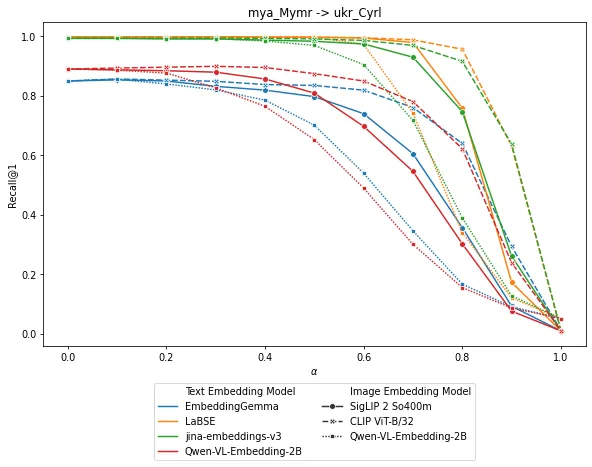 mya_Mymr -> ukr_Cyrl
Recall@1
1.0
0.8
0.6
0.4
0.2
0.0
0.0 0.2 0.4 0.6 0.8 1.0
α
Text Embedding Model
EmbeddingGemma
LaBSE
jina-embeddings-v3
Qwen-VL-Embedding-2B
Image Embedding Model
SigLIP 2 So400m
CLIP ViT-B/32
Qwen-VL-Embedding-2B